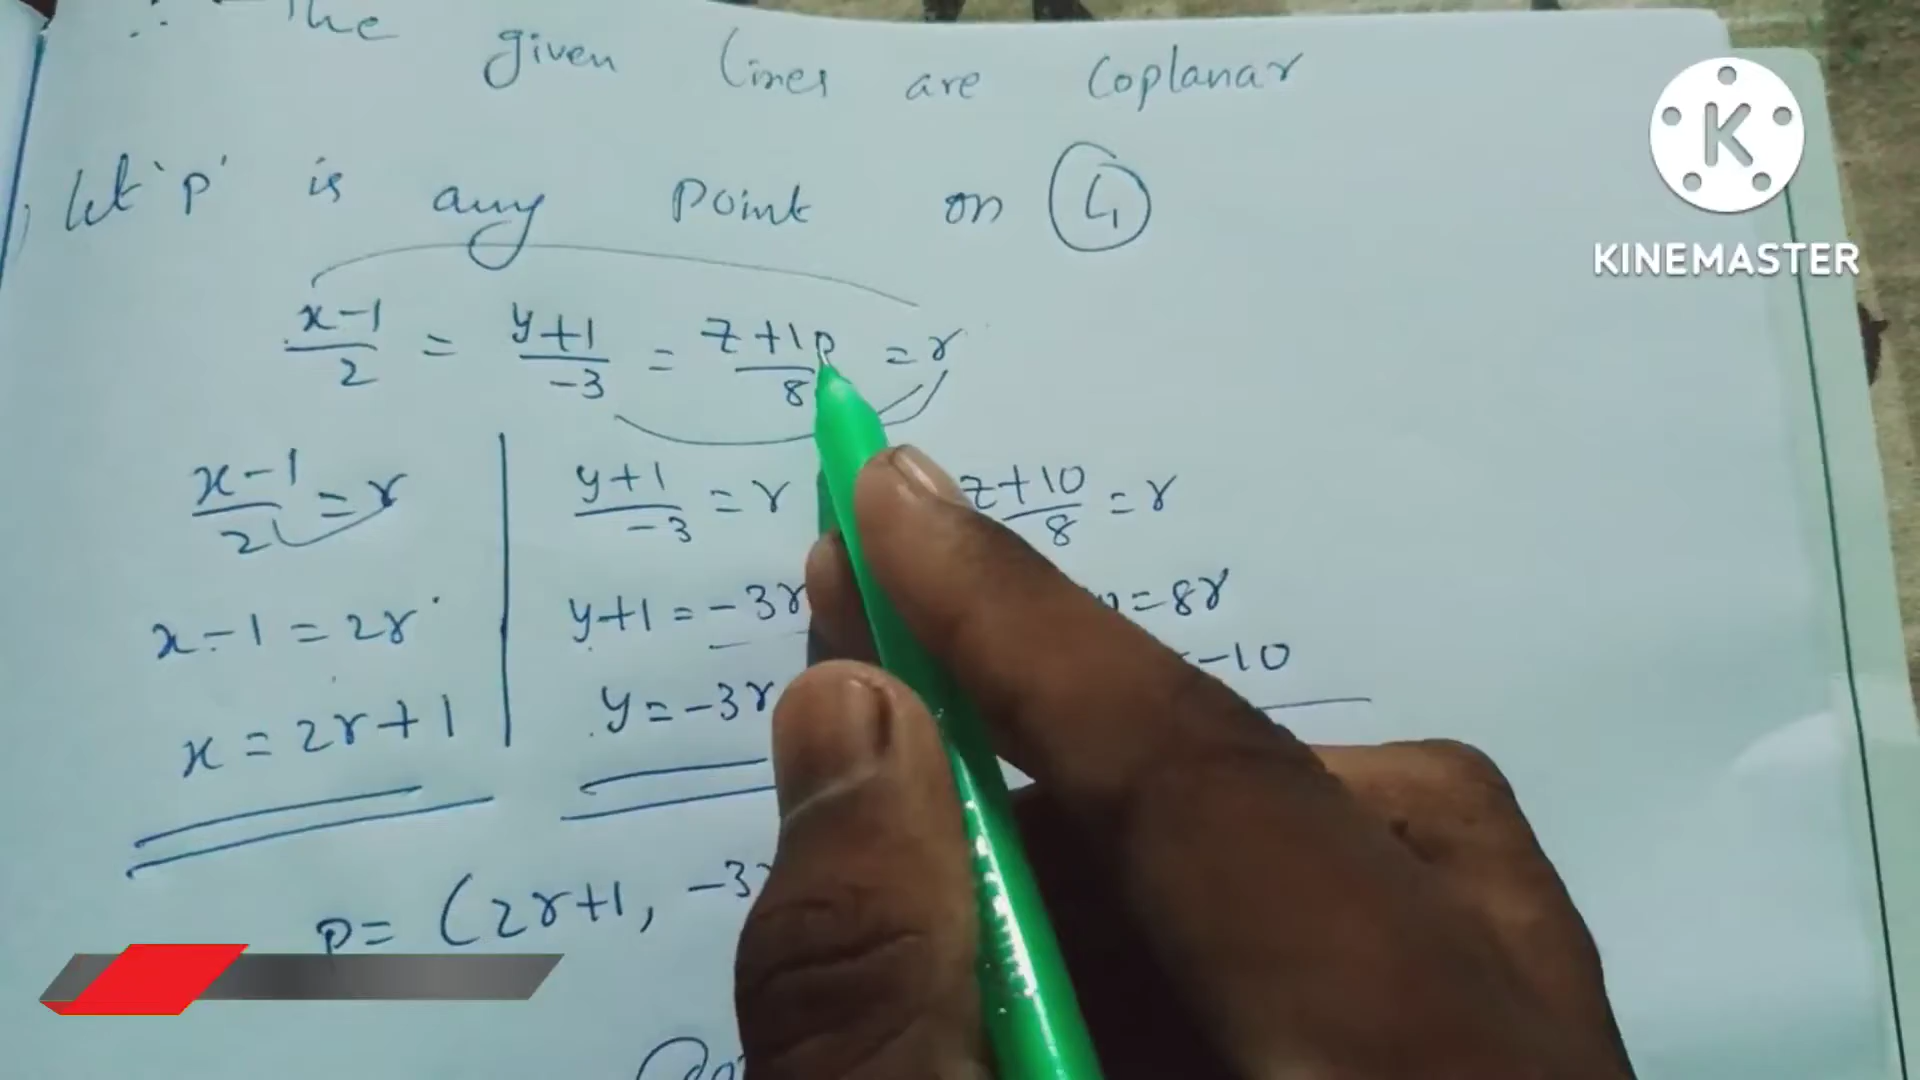 ∴ The given lines are coplanar
Let 'p' is any point on L1
x-1/2 = y+1/-3 = z+10/8 = r
x-1/2 = r
y+1/-3 = r
z+10/8 = r
x-1 = 2r
y+1 = -3r
= 8r
x = 2r+1
y = -3r
-10
p = (2r+1, -3
K
KINEMASTER